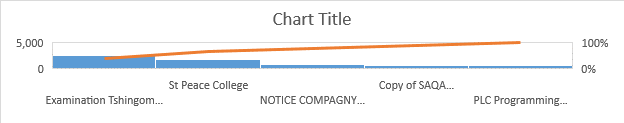 Chart Title
5,000
100%
0
0%
St Peace College
Copy of SAQA...
Examination Tshingom...
NOTICE COMPAGNY...
PLC Programming...